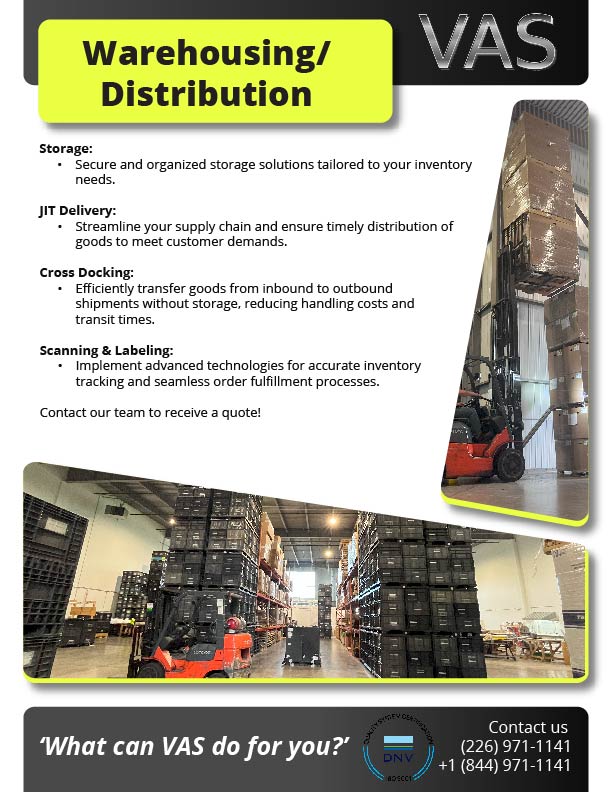 VAS
Warehousing/
Distribution
Storage:
• Secure and organized storage solutions tailored to your inventory
needs.
JIT Delivery:
• Streamline your supply chain and ensure timely distribution of
goods to meet customer demands.
Cross Docking:
• Efficiently transfer goods from inbound to outbound
shipments without storage, reducing handling costs and
transit times.
Scanning & Labeling:
• Implement advanced technologies for accurate inventory
tracking and seamless order fulfillment processes.
Contact our team to receive a quote!
‘What can VAS do for you?’
QUALITY SYSTEM CERTIFICATION
DNV
ISO 9001
Contact us
(226) 971-1141
+1 (844) 971-1141